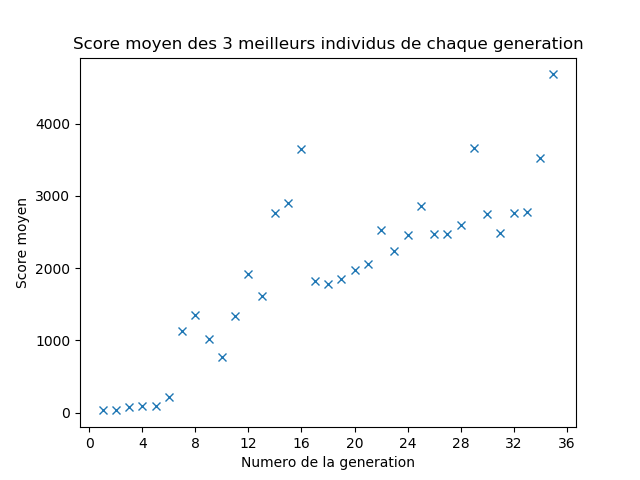 Score moyen des 3 meilleurs individus de chaque generation
Score moyen
4000
3000
2000
1000
0
0 4 8 12 16 20 24 28 32 36
Numero de la generation